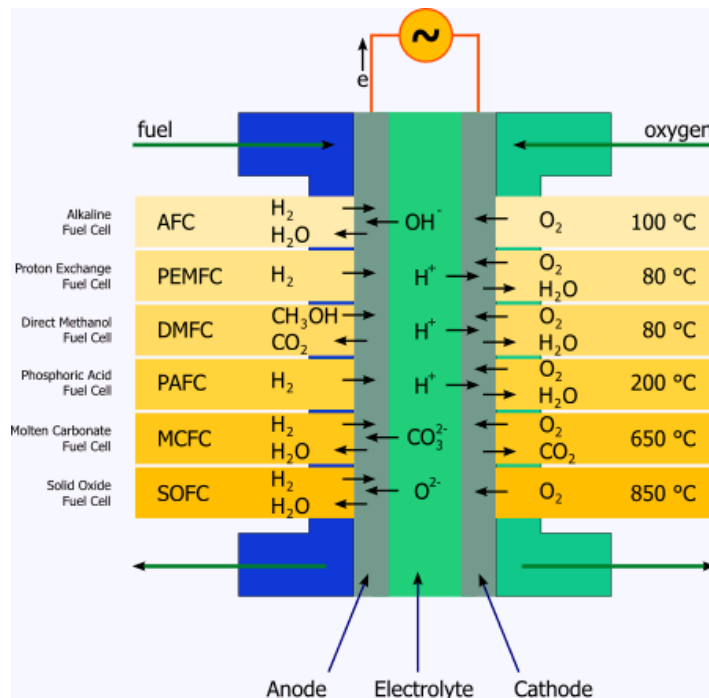 ~
e
fuel
oxygen
Alkaline
Fuel Cell
AFC
H₂
H₂O
OH⁻
O₂
100 °C
Proton Exchange
Fuel Cell
PEMFC
H₂
H⁺
O₂
H₂O
80 °C
Direct Methanol
Fuel Cell
DMFC
CH₃OH
CO₂
H⁺
O₂
H₂O
80 °C
Phosphoric Acid
Fuel Cell
PAFC
H₂
H⁺
O₂
H₂O
200 °C
Molten Carbonate
Fuel Cell
MCFC
H₂
H₂O
CO₃²⁻
O₂
CO₂
650 °C
Solid Oxide
Fuel Cell
SOFC
H₂
H₂O
O²⁻
O₂
850 °C
Anode
Electrolyte
Cathode